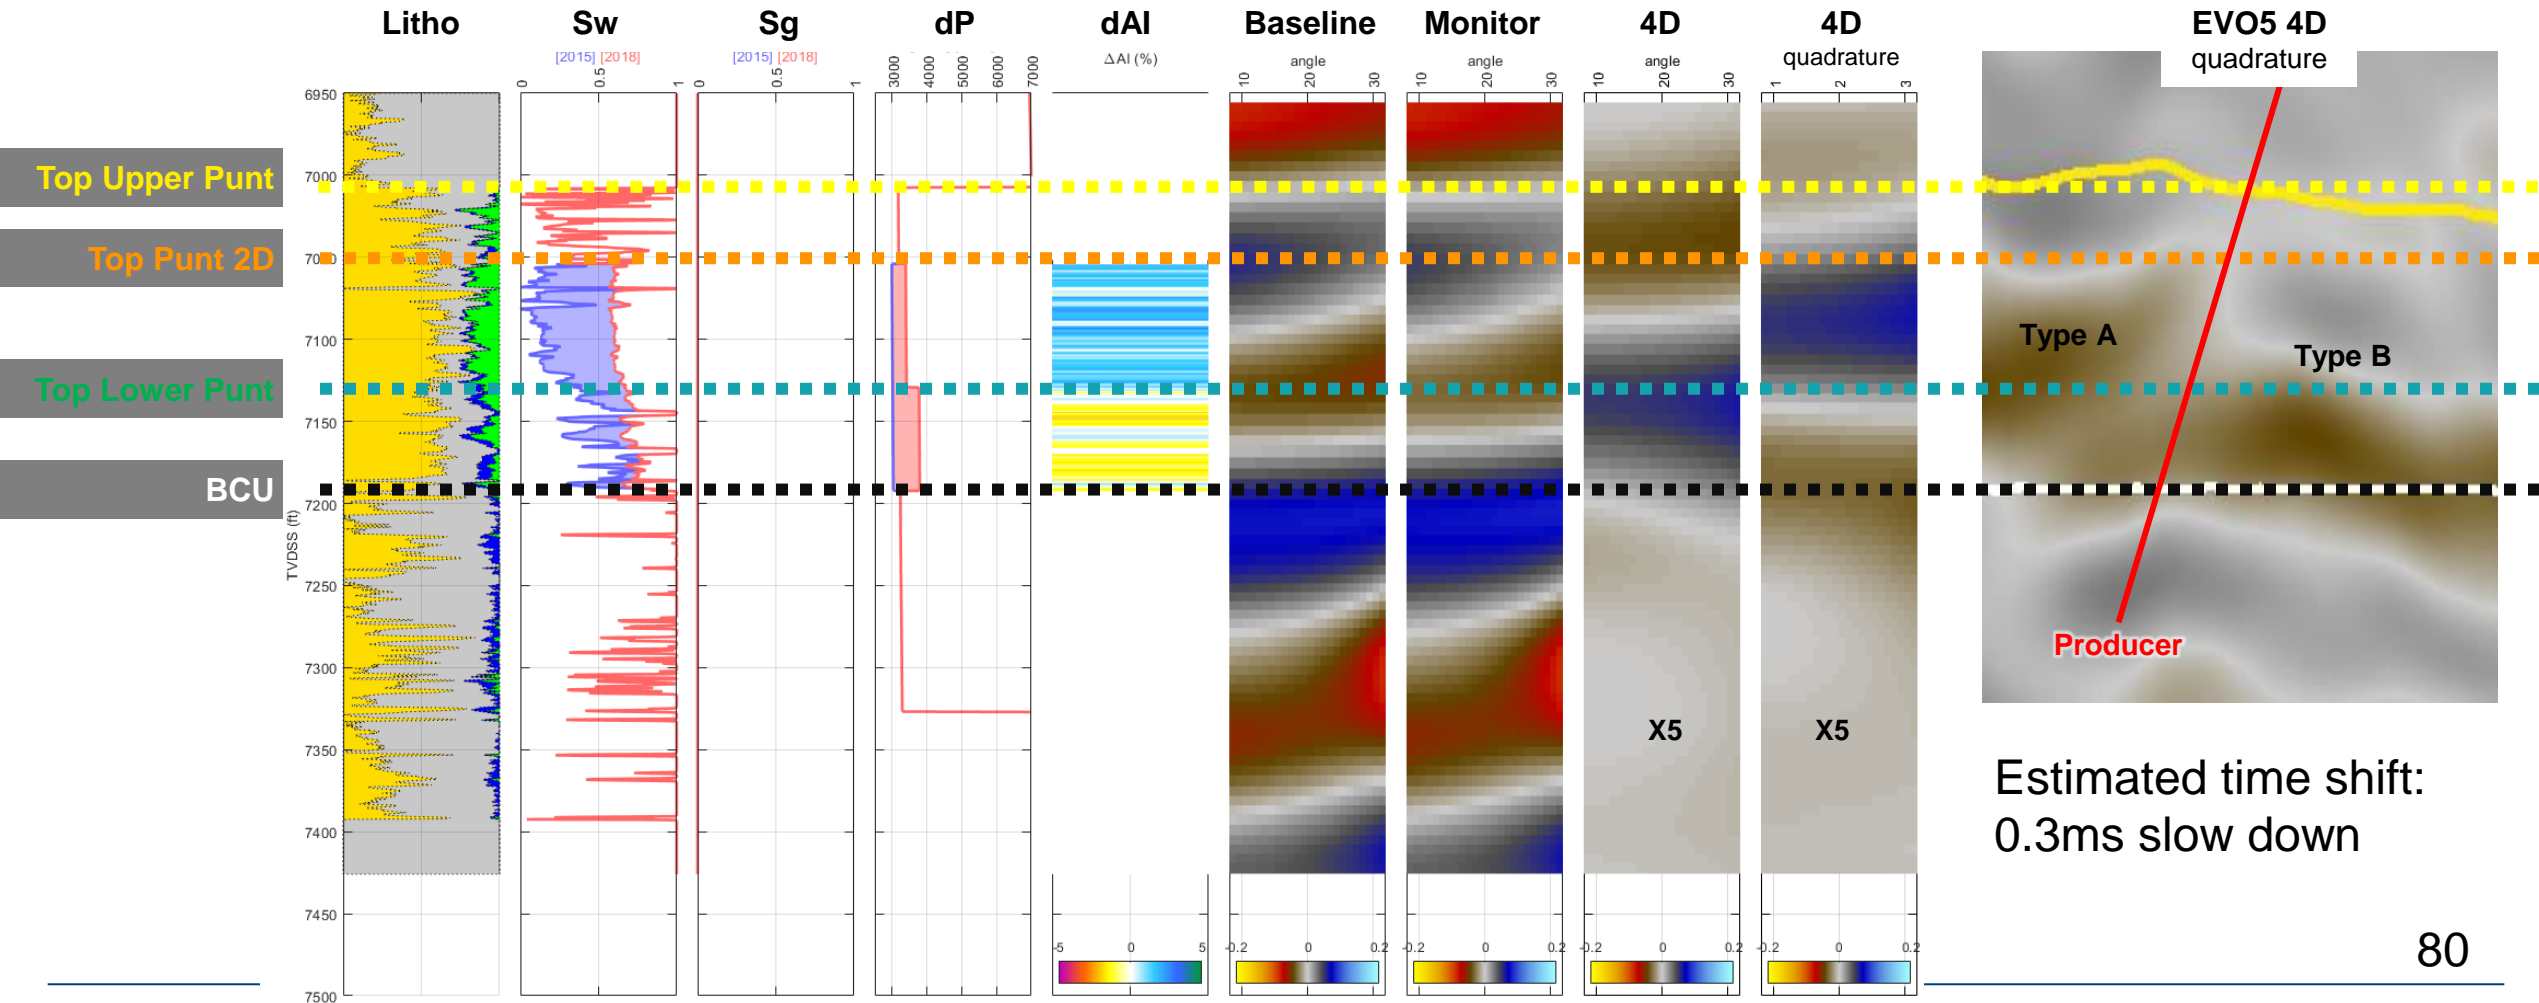 Litho
Sw
Sg
dP
dAI
Baseline
Monitor
4D
4D
quadrature
EVO5 4D
quadrature
[2015] [2018]
[2015] [2018]
ΔAI (%)
angle
angle
angle
0 0.5 1
0 0.5 1
3000 4000 5000 6000 7000
10 20 30
10 20 30
10 20 30
1 2 3
6950
7000
7100
7150
7200
7250
7300
7350
7400
7450
7500
TVDSS (ft)
Top Upper Punt
Top Punt 2D
Top Lower Punt
BCU
Type A
Type B
Producer
X5
X5
Estimated time shift:
0.3ms slow down
-5 0 5
-0.2 0 0.2
-0.2 0 0.2
-0.2 0 0.2
-0.2 0 0.2
80